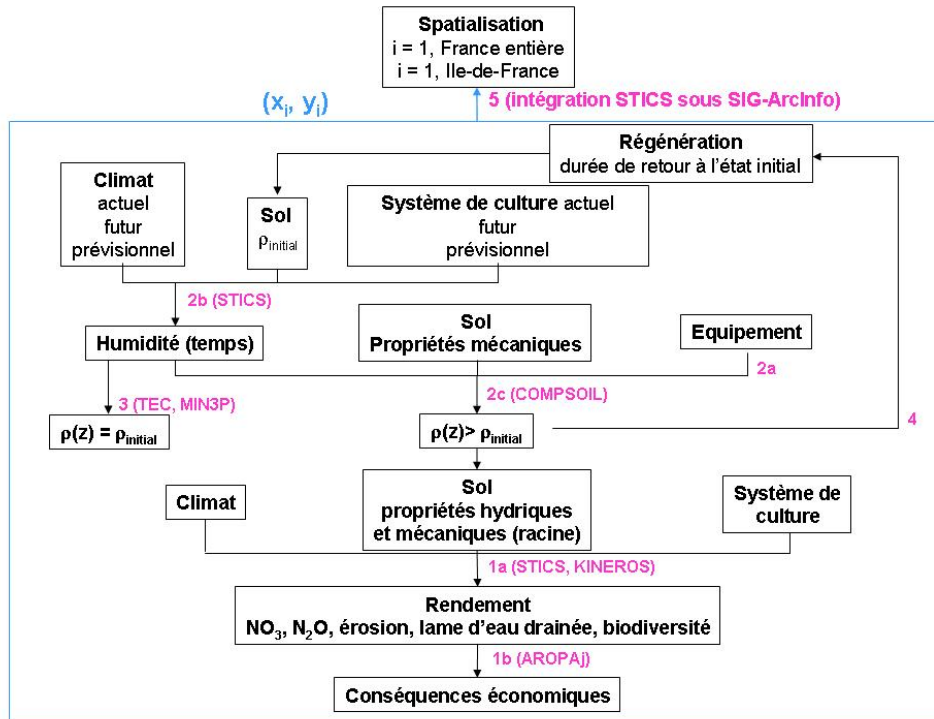 Spatialisation
i = 1, France entière
i = 1, Ile-de-France
(xi, yi)
5 (intégration STICS sous SIG-ArcInfo)
Régénération
durée de retour à l'état initial
Climat
actuel
futur
prévisionnel
Sol
ρinitial
Système de culture actuel
futur
prévisionnel
2b (STICS)
Humidité (temps)
Sol
Propriétés mécaniques
Equipement
2a
3 (TEC, MIN3P)
2c (COMPSOIL)
ρ(z) = ρinitial
ρ(z)> ρinitial
4
Climat
Sol
propriétés hydriques
et mécaniques (racine)
Système de
culture
1a (STICS, KINEROS)
Rendement
NO3, N2O, érosion, lame d'eau drainée, biodiversité
1b (AROPAj)
Conséquences économiques